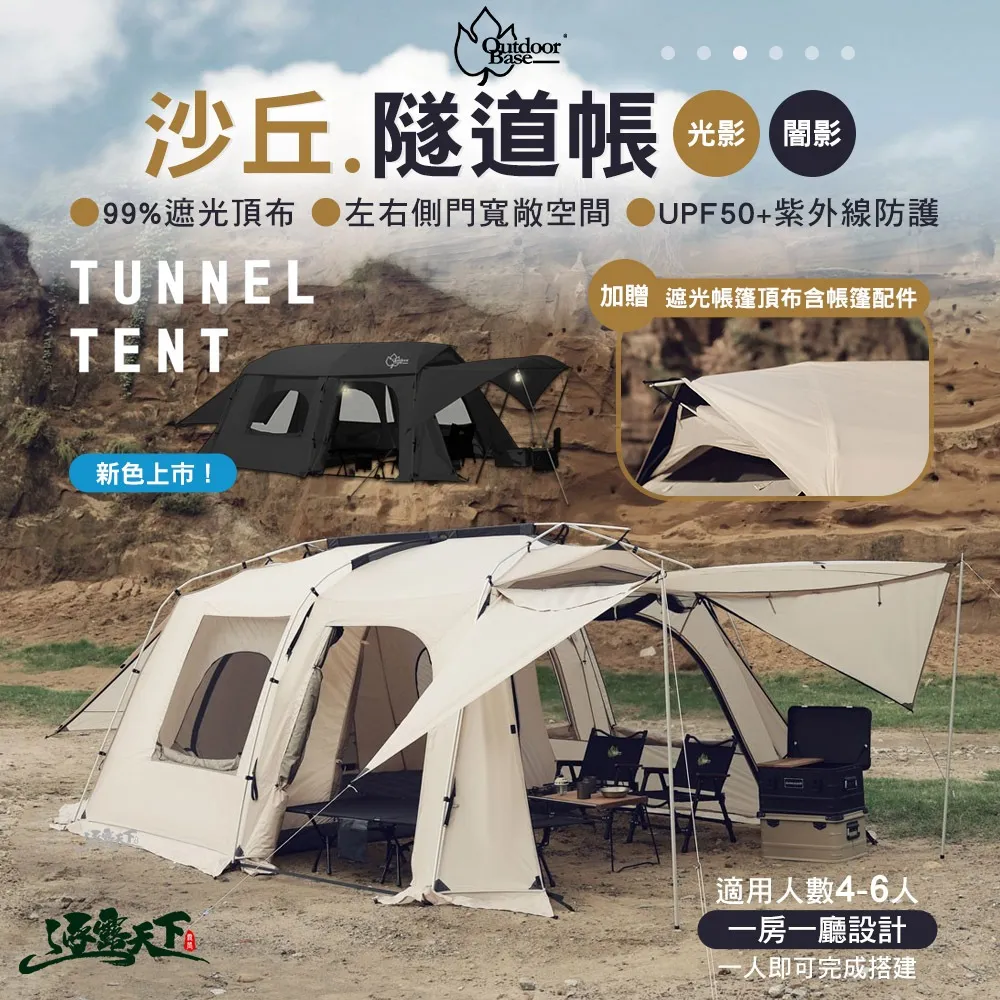 Outdoor
Base
沙丘.隧道帳 光影 闇影
●99%遮光頂布 ●左右側門寬敞空間 ●UPF50+紫外線防護
TUNNEL
TENT
加贈 遮光帳篷頂布含帳篷配件
新色上市！
適用人數4-6人
一房一廳設計
一人即可完成搭建
逐露天下